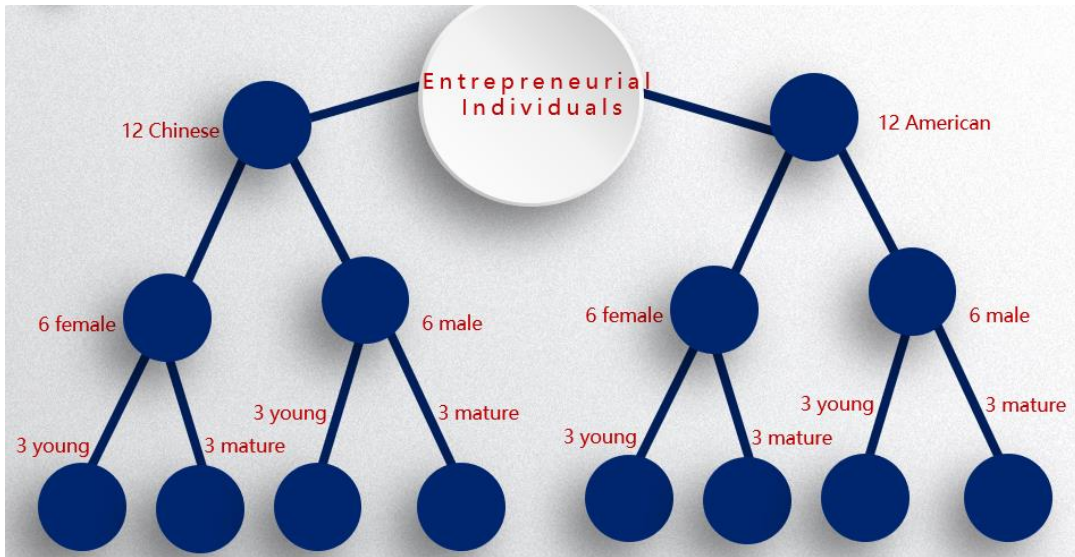 Entrepreneurial
Individuals
12 Chinese
12 American
6 female
6 male
6 female
6 male
3 young
3 mature
3 young
3 mature
3 young
3 mature
3 young
3 mature